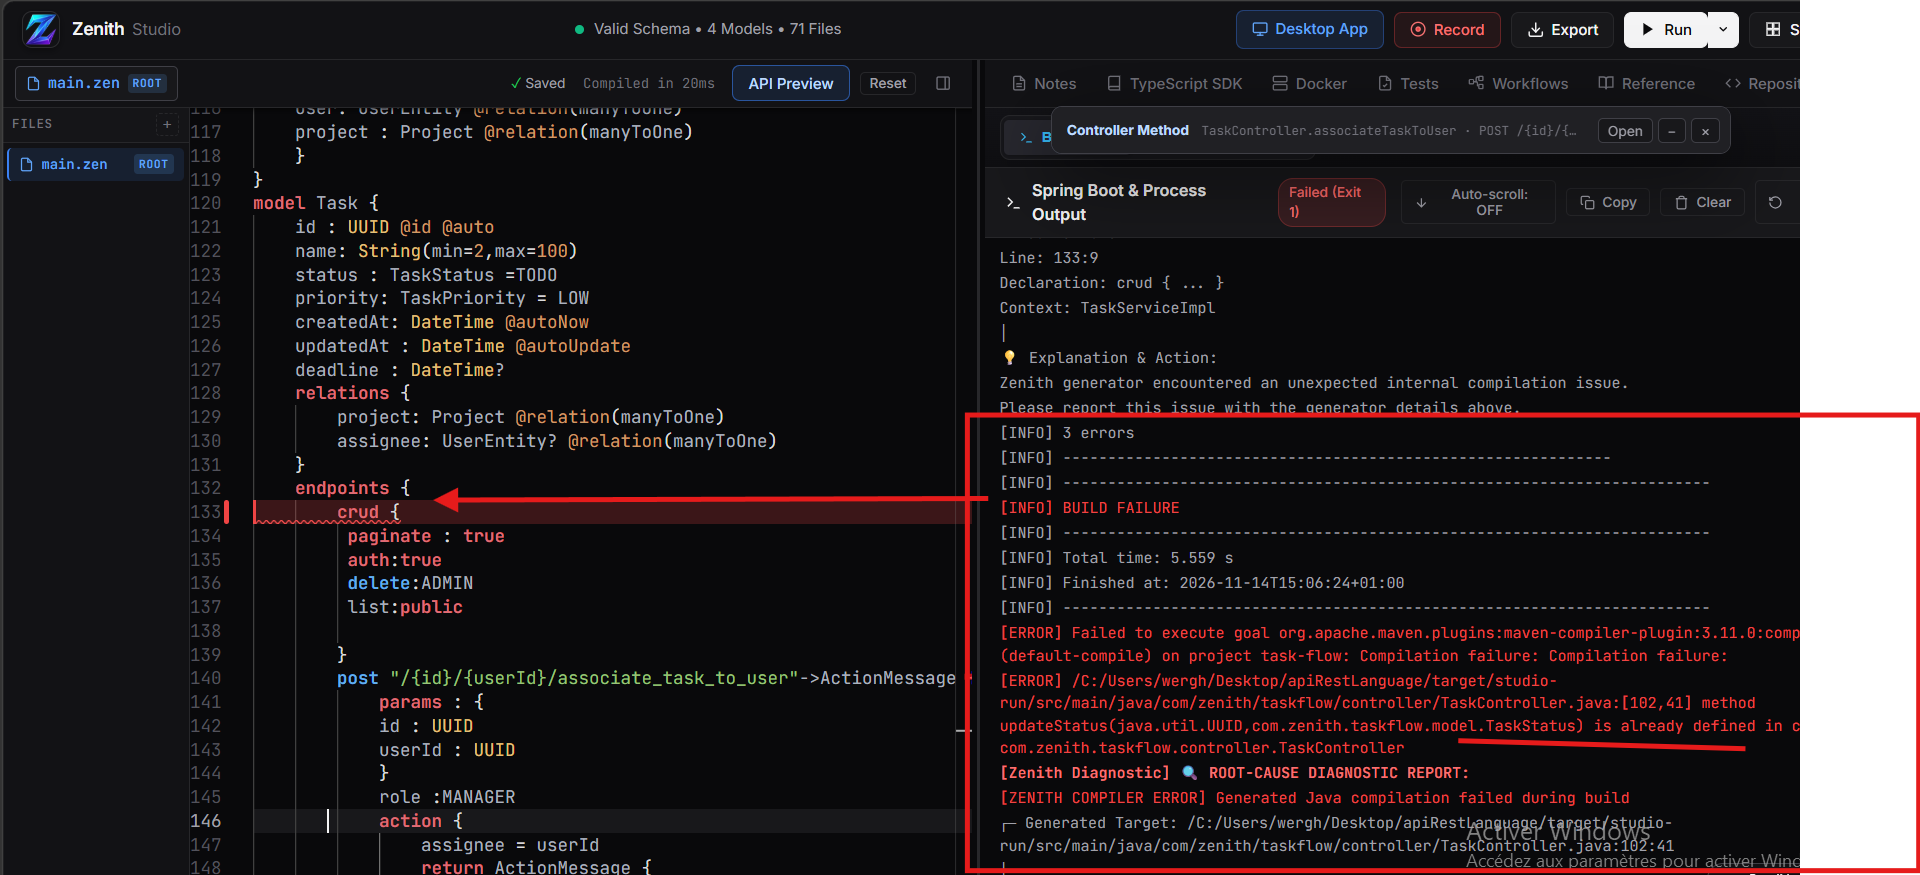 Zenith Studio
Valid Schema • 4 Models • 71 Files
Desktop App
Record
Export
Run
main.zen ROOT
✓ Saved
Compiled in 20ms
API Preview
Reset
Notes
TypeScript SDK
Docker
Tests
Workflows
Reference
<> Reposit
FILES
+
main.zen ROOT
116 user: UserEntity @relation(manyToOne)
117 project : Project @relation(manyToOne)
118 }
119 }
120 model Task {
121 id : UUID @id @auto
122 name: String(min=2,max=100)
123 status : TaskStatus =TODO
124 priority: TaskPriority = LOW
125 createdAt: DateTime @autoNow
126 updatedAt : DateTime @autoUpdate
127 deadline : DateTime?
128 relations {
129 project: Project @relation(manyToOne)
130 assignee: UserEntity? @relation(manyToOne)
131 }
132 endpoints {
133 crud {
134 paginate : true
135 auth:true
136 delete:ADMIN
137 list:public
138
139 }
140 post "/{id}/{userId}/associate_task_to_user"->ActionMessage
141 params : {
142 id : UUID
143 userId : UUID
144 }
145 role :MANAGER
146 action {
147 assignee = userId
148 return ActionMessage {
>_ B
Controller Method TaskController.associateTaskToUser · POST /{id}/{…
Open
–
×
>_ Spring Boot & Process Output
Failed (Exit 1)
Auto-scroll: OFF
Copy
Clear
Line: 133:9
Declaration: crud { ... }
Context: TaskServiceImpl
│
💡 Explanation & Action:
Zenith generator encountered an unexpected internal compilation issue.
Please report this issue with the generator details above.
[INFO] 3 errors
[INFO] -------------------------------------------------------------
[INFO] ------------------------------------------------------------------------
[INFO] BUILD FAILURE
[INFO] ------------------------------------------------------------------------
[INFO] Total time: 5.559 s
[INFO] Finished at: 2026-11-14T15:06:24+01:00
[INFO] ------------------------------------------------------------------------
[ERROR] Failed to execute goal org.apache.maven.plugins:maven-compiler-plugin:3.11.0:comp
(default-compile) on project task-flow: Compilation failure: Compilation failure:
[ERROR] /C:/Users/wergh/Desktop/apiRestLanguage/target/studio-
run/src/main/java/com/zenith/taskflow/controller/TaskController.java:[102,41] method
updateStatus(java.util.UUID,com.zenith.taskflow.model.TaskStatus) is already defined in c
com.zenith.taskflow.controller.TaskController
[Zenith Diagnostic] 🔍 ROOT-CAUSE DIAGNOSTIC REPORT:
[ZENITH COMPILER ERROR] Generated Java compilation failed during build
┌─ Generated Target: /C:/Users/wergh/Desktop/apiRestLanguage/target/studio-
run/src/main/java/com/zenith/taskflow/controller/TaskController.java:102:41
Activer Windows
Accédez aux paramètres pour activer Winc